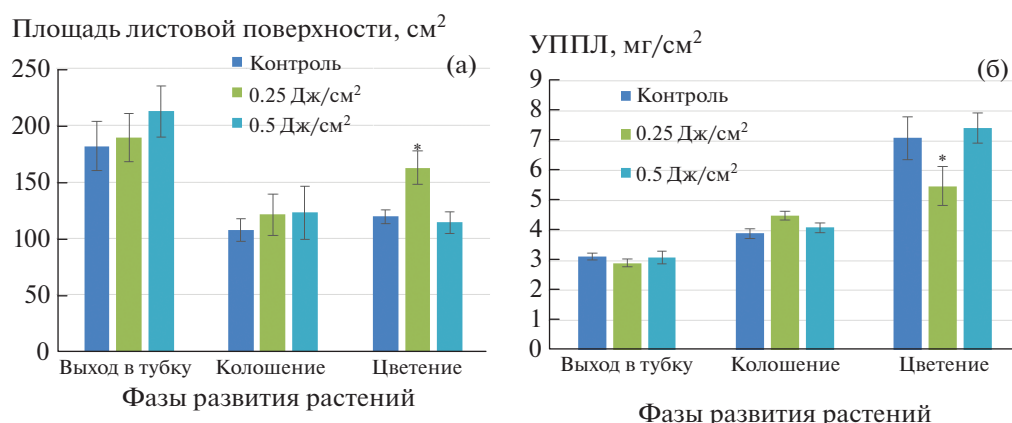 Площадь листовой поверхности, см²
(а)
250
200
150
100
50
0
Контроль
0.25 Дж/см²
0.5 Дж/см²
*
Выход в тубку
Колошение
Цветение
Фазы развития растений
УППЛ, мг/см²
(б)
9
8
7
6
5
4
3
2
1
0
Контроль
0.25 Дж/см²
0.5 Дж/см²
*
Выход в тубку
Колошение
Цветение
Фазы развития растений